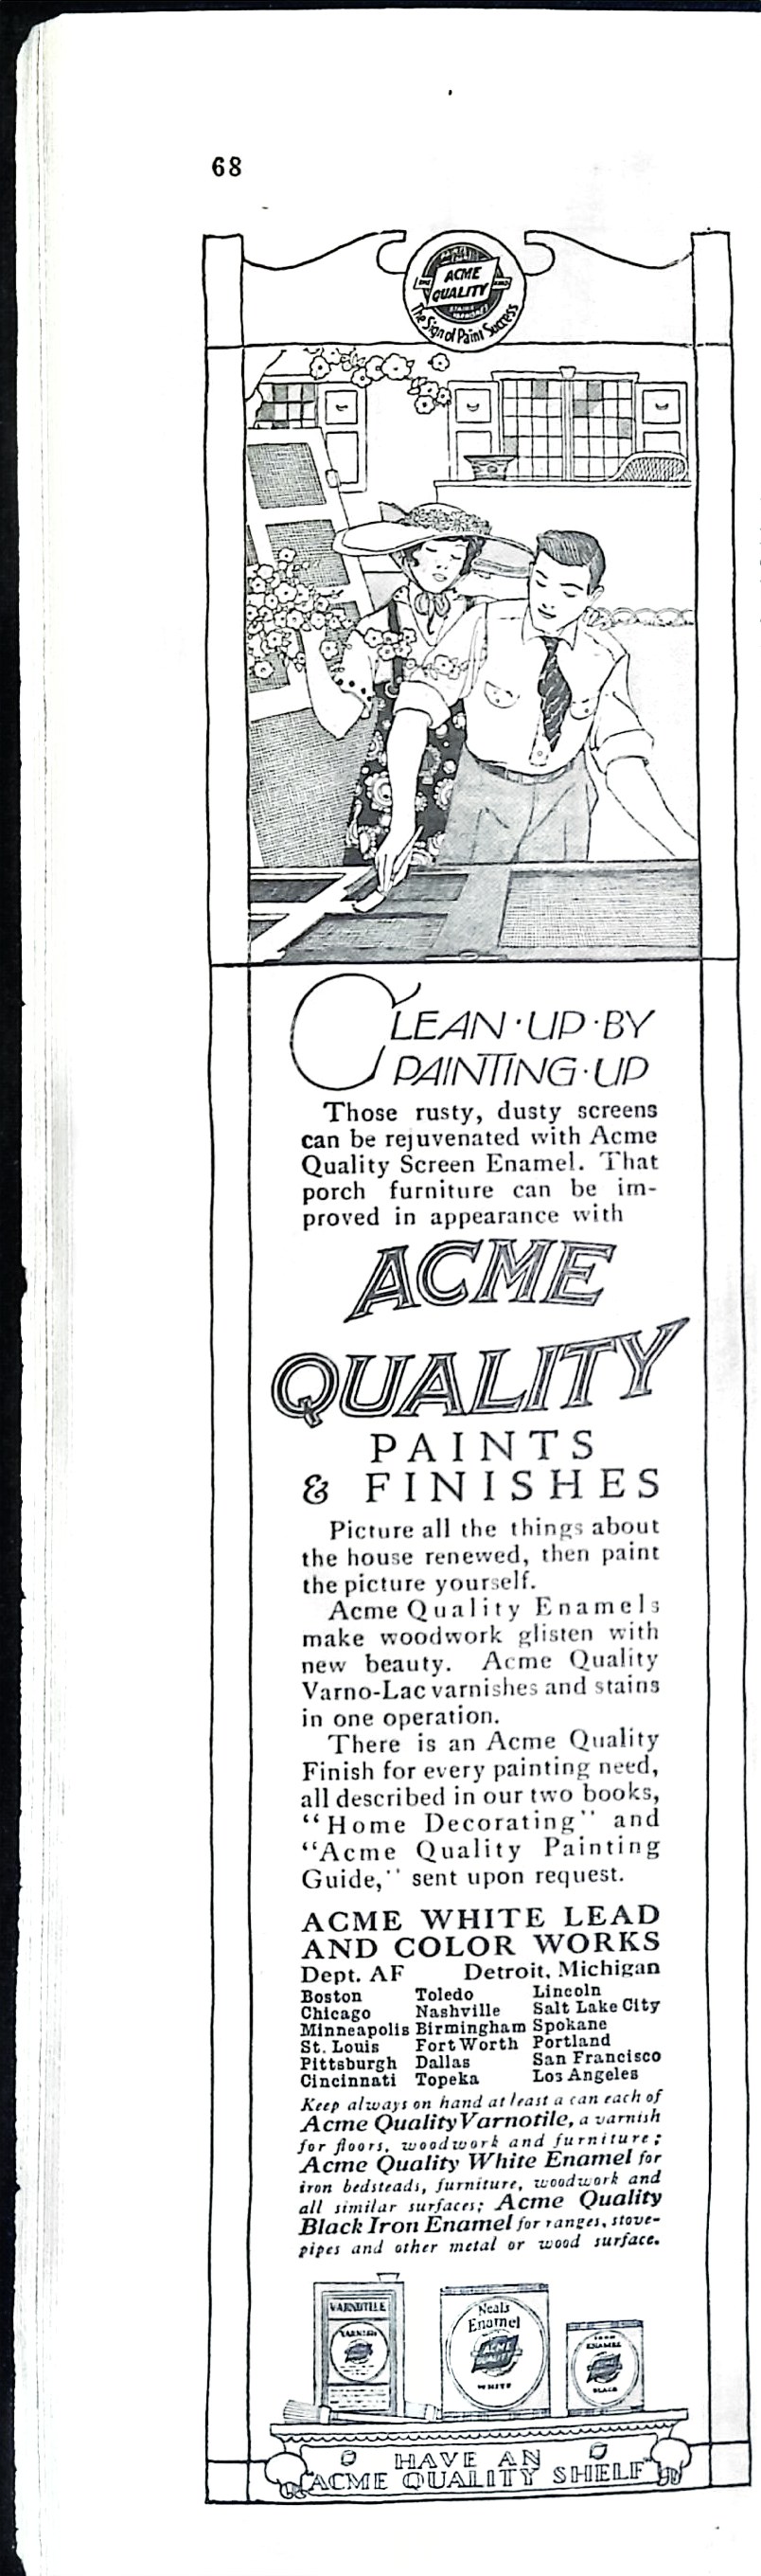 68
ACME
QUALITY
The Sign of Paint Success
CLEAN·UP·BY
PAINTING·UP
Those rusty, dusty screens
can be rejuvenated with Acme
Quality Screen Enamel. That
porch furniture can be im-
proved in appearance with
ACME
QUALITY
PAINTS
& FINISHES
Picture all the things about
the house renewed, then paint
the picture yourself.
Acme Quality Enamels
make woodwork glisten with
new beauty. Acme Quality
Varno-Lac varnishes and stains
in one operation.
There is an Acme Quality
Finish for every painting need,
all described in our two books,
"Home Decorating" and
"Acme Quality Painting
Guide," sent upon request.
ACME WHITE LEAD
AND COLOR WORKS
Dept. AF Detroit, Michigan
Boston Toledo Lincoln
Chicago Nashville Salt Lake City
Minneapolis Birmingham Spokane
St. Louis Fort Worth Portland
Pittsburgh Dallas San Francisco
Cincinnati Topeka Los Angeles
Keep always on hand at least a can each of
Acme Quality Varnotile, a varnish
for floors, woodwork and furniture;
Acme Quality White Enamel for
iron bedsteads, furniture, woodwork and
all similar surfaces; Acme Quality
Black Iron Enamel for ranges, stove-
pipes and other metal or wood surface.
VARNOTILE
VARNISH
Neals
Enamel
ACME
QUALITY
WHITE
ENAMEL
BLACK
HAVE AN
ACME QUALITY SHELF